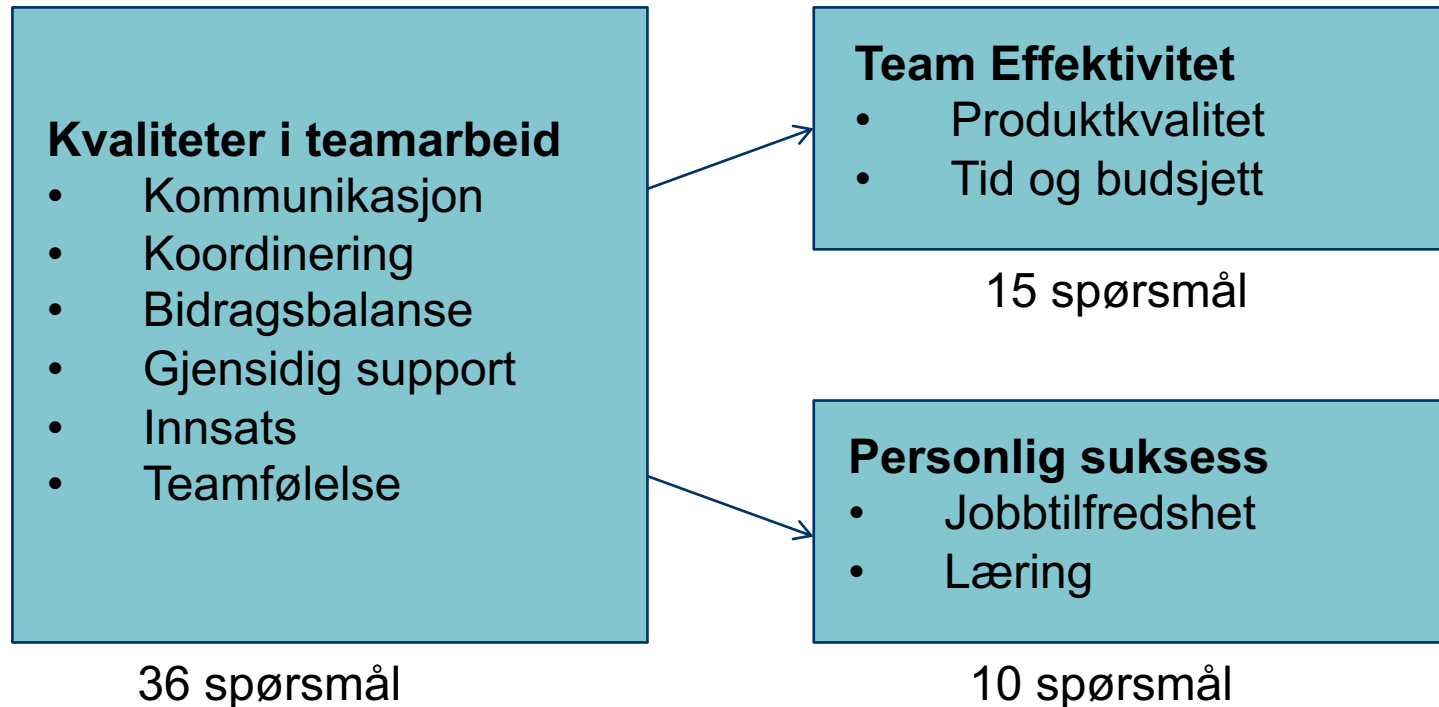 Kvaliteter i teamarbeid
• Kommunikasjon
• Koordinering
• Bidragsbalanse
• Gjensidig support
• Innsats
• Teamfølelse
36 spørsmål
Team Effektivitet
• Produktkvalitet
• Tid og budsjett
15 spørsmål
Personlig suksess
• Jobbtilfredshet
• Læring
10 spørsmål